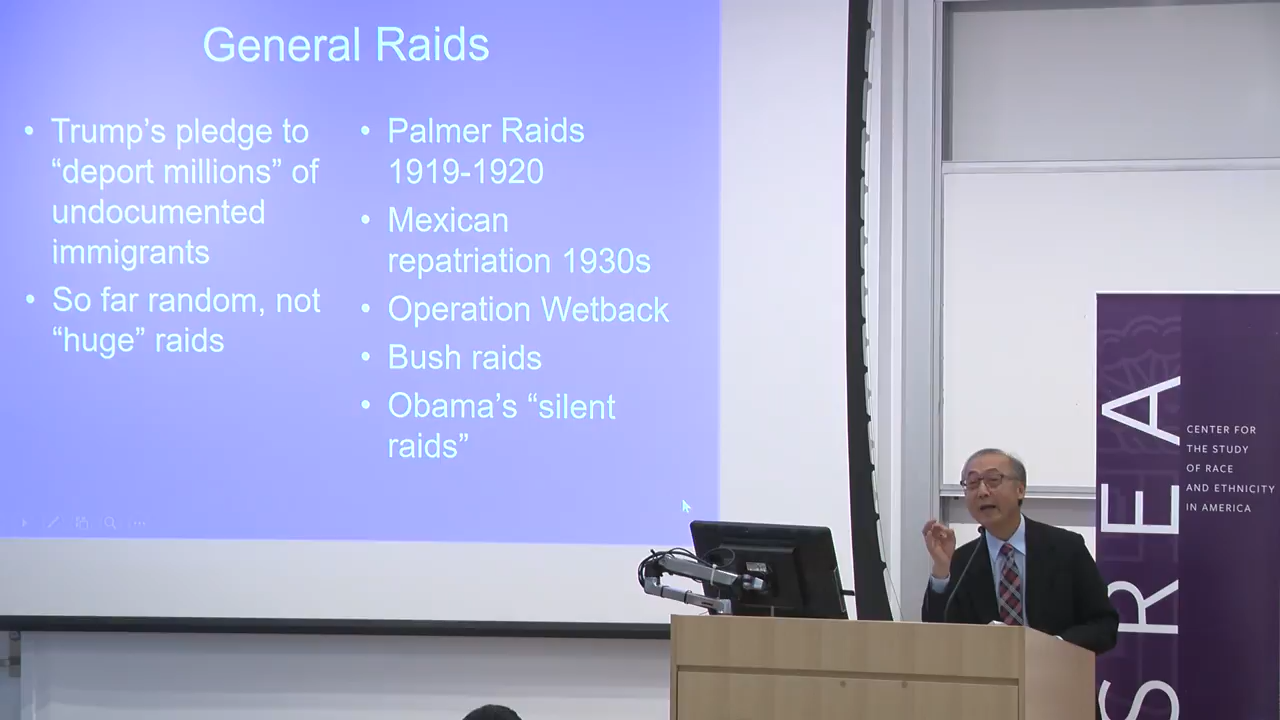 General Raids
• Trump’s pledge to
“deport millions” of
undocumented
immigrants
• So far random, not
“huge” raids
• Palmer Raids
1919-1920
• Mexican
repatriation 1930s
• Operation Wetback
• Bush raids
• Obama’s “silent
raids”
SREA
CENTER FOR
THE STUDY
OF RACE
AND ETHNICITY
IN AMERICA